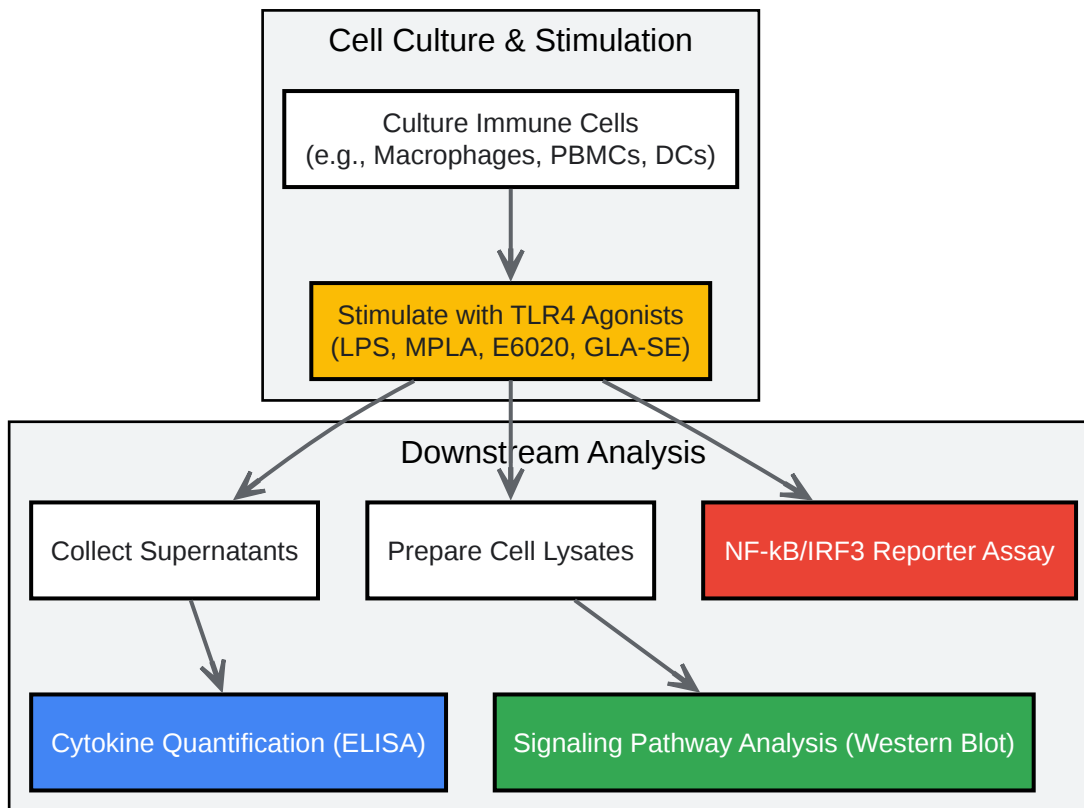 Cell Culture & Stimulation
Culture Immune Cells
(e.g., Macrophages, PBMCs, DCs)
Stimulate with TLR4 Agonists
(LPS, MPLA, E6020, GLA-SE)
Downstream Analysis
Collect Supernatants
Prepare Cell Lysates
NF-kB/IRF3 Reporter Assay
Cytokine Quantification (ELISA)
Signaling Pathway Analysis (Western Blot)